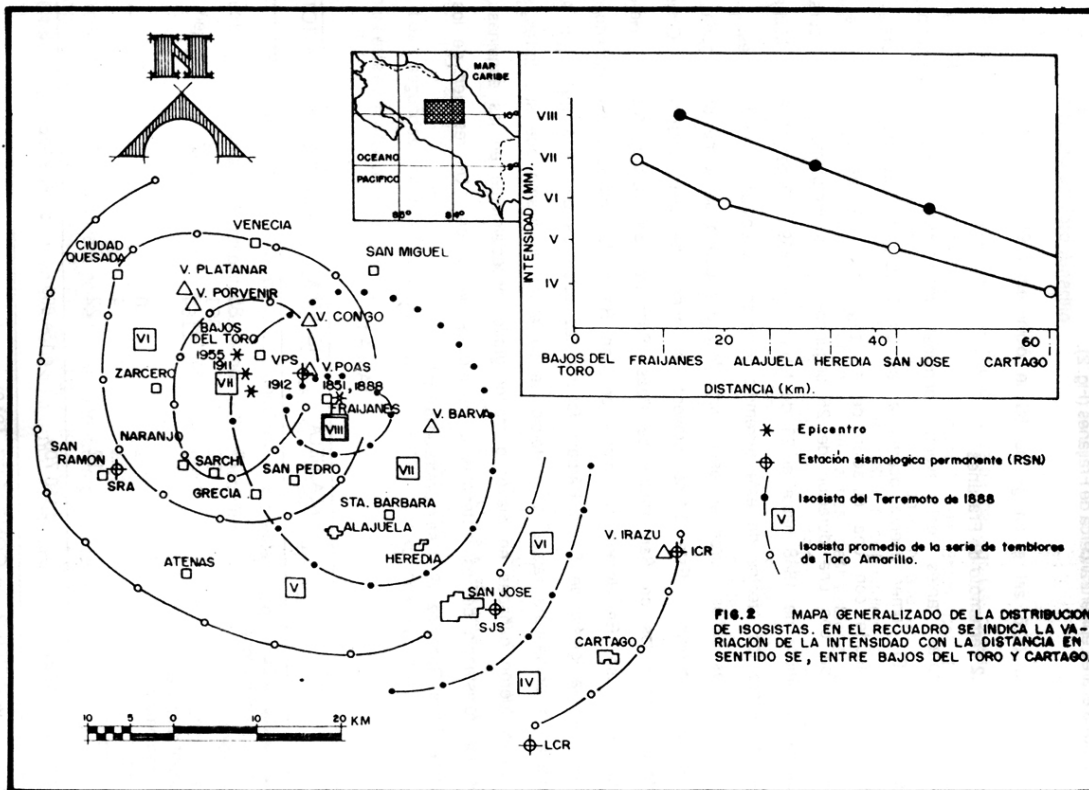 N
MAR
CARIBE
10°
9°
OCEANO
PACIFICO
85°
84°
INTENSIDAD (MM).
VIII
VII
VI
V
IV
0
20
40
60
BAJOS DEL
TORO
FRAIJANES
ALAJUELA
HEREDIA
SAN JOSE
CARTAGO
DISTANCIA (Km).
VENECIA
CIUDAD
QUESADA
SAN MIGUEL
V. PLATANAR
V. PORVENIR
V. CONGO
VI
BAJOS
DEL TORO
1955
1911
VPS
V. POAS
ZARCERO
VII
1912
1851, 1888
FRAIJANES
V. BARVA
VIII
NARANJO
SAN
RAMON
SARCHI
SAN PEDRO
VII
SRA
GRECIA
STA. BARBARA
ALAJUELA
HEREDIA
VI
V. IRAZU
ICR
ATENAS
V
SAN JOSE
SJS
CARTAGO
IV
LCR
10 5 0 10 20 KM
Epicentro
Estación sismologica permanente (RSN)
Isosista del Terremoto de 1888
V
Isosista promedio de la serie de temblores
de Toro Amarillo.
FIG.2 MAPA GENERALIZADO DE LA DISTRIBUCION
DE ISOSISTAS. EN EL RECUADRO SE INDICA LA VA-
RIACION DE LA INTENSIDAD CON LA DISTANCIA EN
SENTIDO SE, ENTRE BAJOS DEL TORO Y CARTAGO.